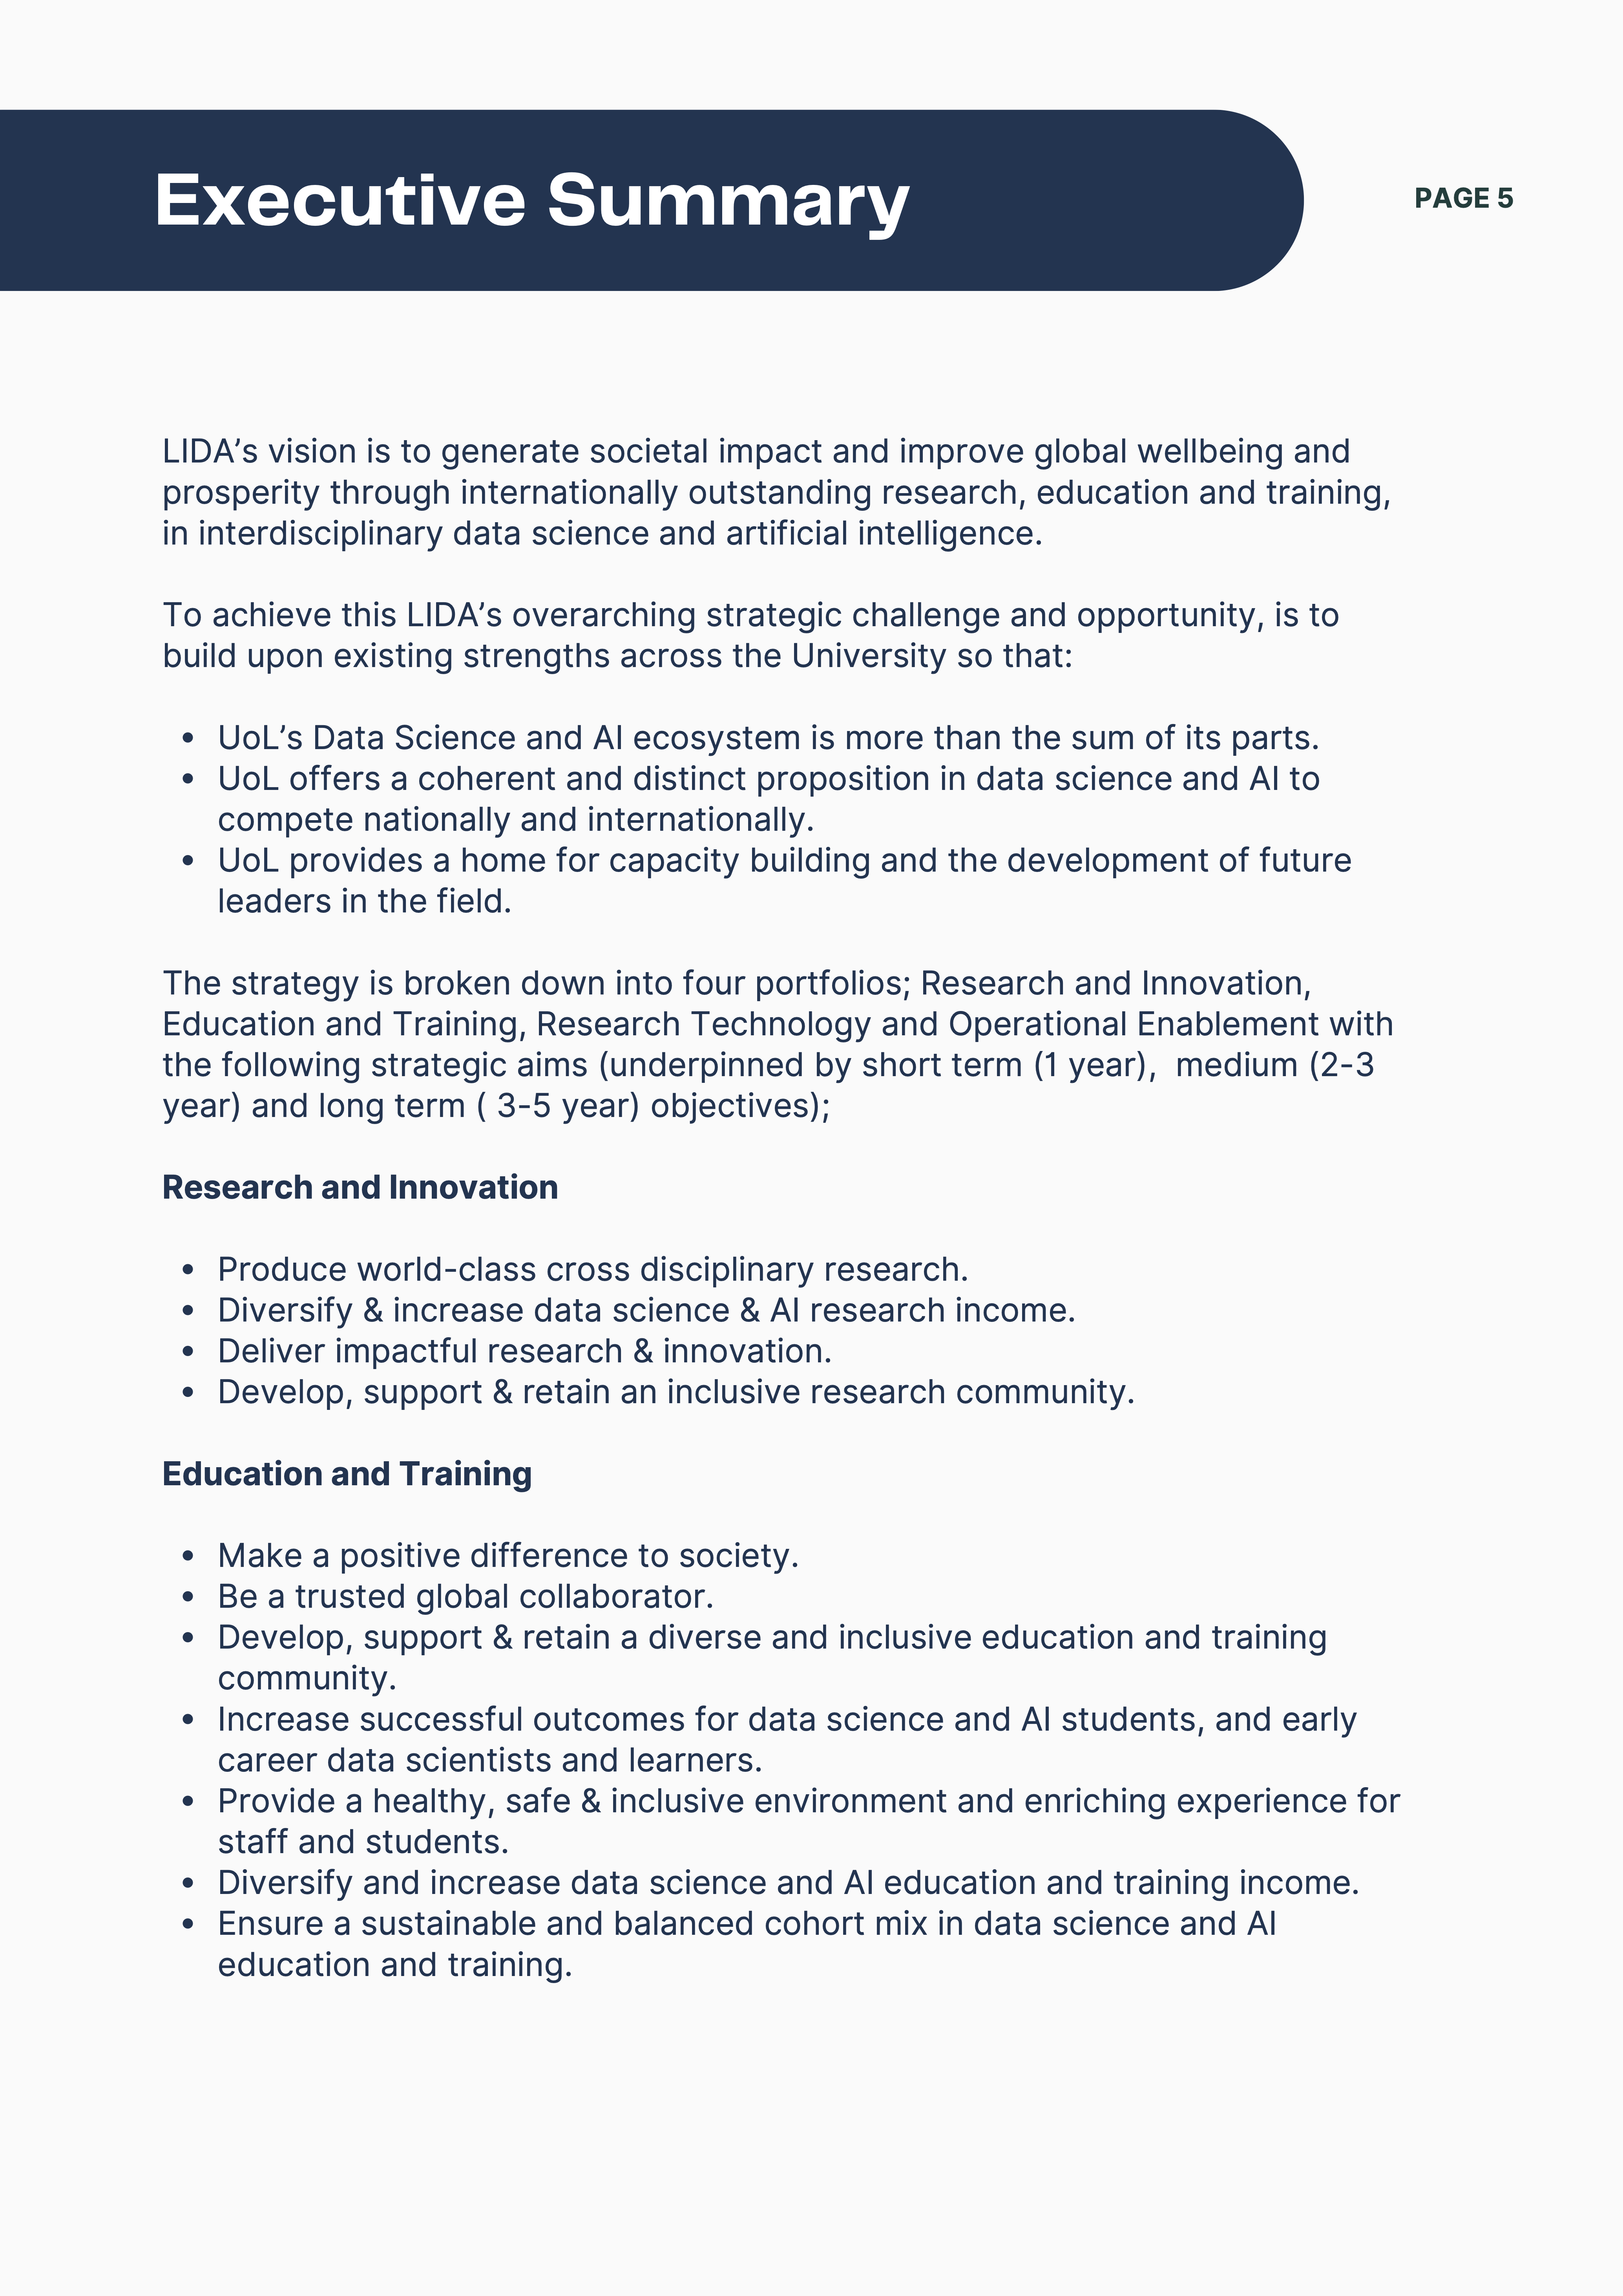 Executive Summary
PAGE 5
LIDA’s vision is to generate societal impact and improve global wellbeing and
prosperity through internationally outstanding research, education and training,
in interdisciplinary data science and artificial intelligence.
To achieve this LIDA’s overarching strategic challenge and opportunity, is to
build upon existing strengths across the University so that:
• UoL’s Data Science and AI ecosystem is more than the sum of its parts.
• UoL offers a coherent and distinct proposition in data science and AI to
compete nationally and internationally.
• UoL provides a home for capacity building and the development of future
leaders in the field.
The strategy is broken down into four portfolios; Research and Innovation,
Education and Training, Research Technology and Operational Enablement with
the following strategic aims (underpinned by short term (1 year),  medium (2-3
year) and long term ( 3-5 year) objectives);
Research and Innovation
• Produce world-class cross disciplinary research.
• Diversify & increase data science & AI research income.
• Deliver impactful research & innovation.
• Develop, support & retain an inclusive research community.
Education and Training
• Make a positive difference to society.
• Be a trusted global collaborator.
• Develop, support & retain a diverse and inclusive education and training
community.
• Increase successful outcomes for data science and AI students, and early
career data scientists and learners.
• Provide a healthy, safe & inclusive environment and enriching experience for
staff and students.
• Diversify and increase data science and AI education and training income.
• Ensure a sustainable and balanced cohort mix in data science and AI
education and training.